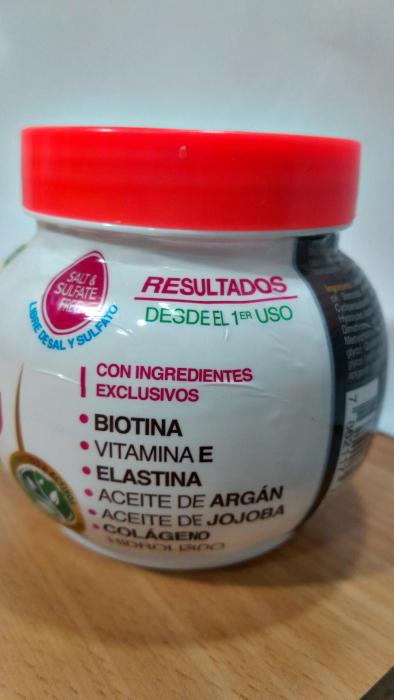 SALT &
SULFATE
FREE
LIBRE DE SAL Y SULFATO
RESULTADOS
DESDE EL 1ER USO
CON INGREDIENTES
EXCLUSIVOS
• BIOTINA
• VITAMINA E
• ELASTINA
• ACEITE DE ARGÁN
• ACEITE DE JOJOBA
• COLÁGENO
HIDROLIZADO